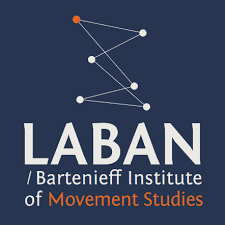 LABAN
/ Bartenieff Institute
of Movement Studies